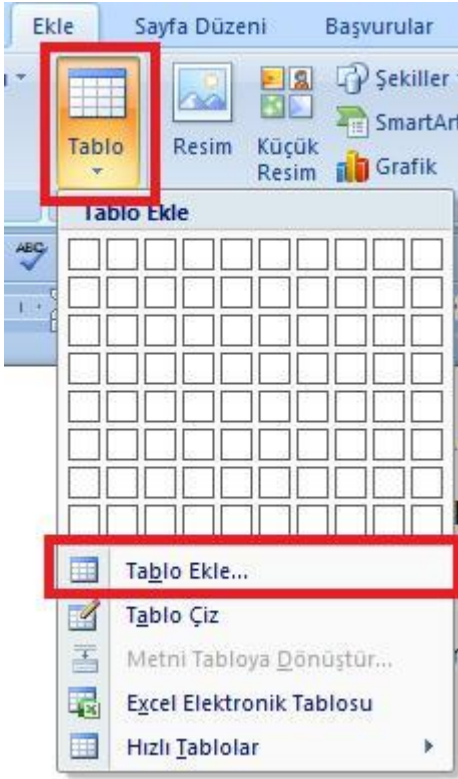 Ekle Sayfa Düzeni Başvurular
Tablo
Resim
Küçük
Resim
Şekiller
SmartArt
Grafik
Tablo Ekle
ABC
Tablo Ekle...
Tablo Çiz
Metni Tabloya Dönüştür...
Excel Elektronik Tablosu
Hızlı Tablolar